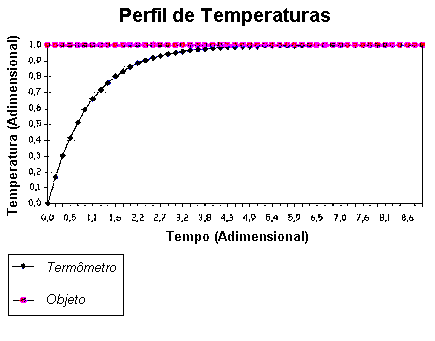 Perfil de Temperaturas
Temperatura (Adimensional)
1,0
0,0
0,8
0,7
0,6
0,5
0,4
0,3
0,2
0,1
0,0
0,0 0,5 1,1 1,6 2,2 2,7 3,2 3,8 4,3 4,9 5,4 5,9 6,5 7,0 7,6 8,1 8,6
Tempo (Adimensional)
Termômetro
Objeto